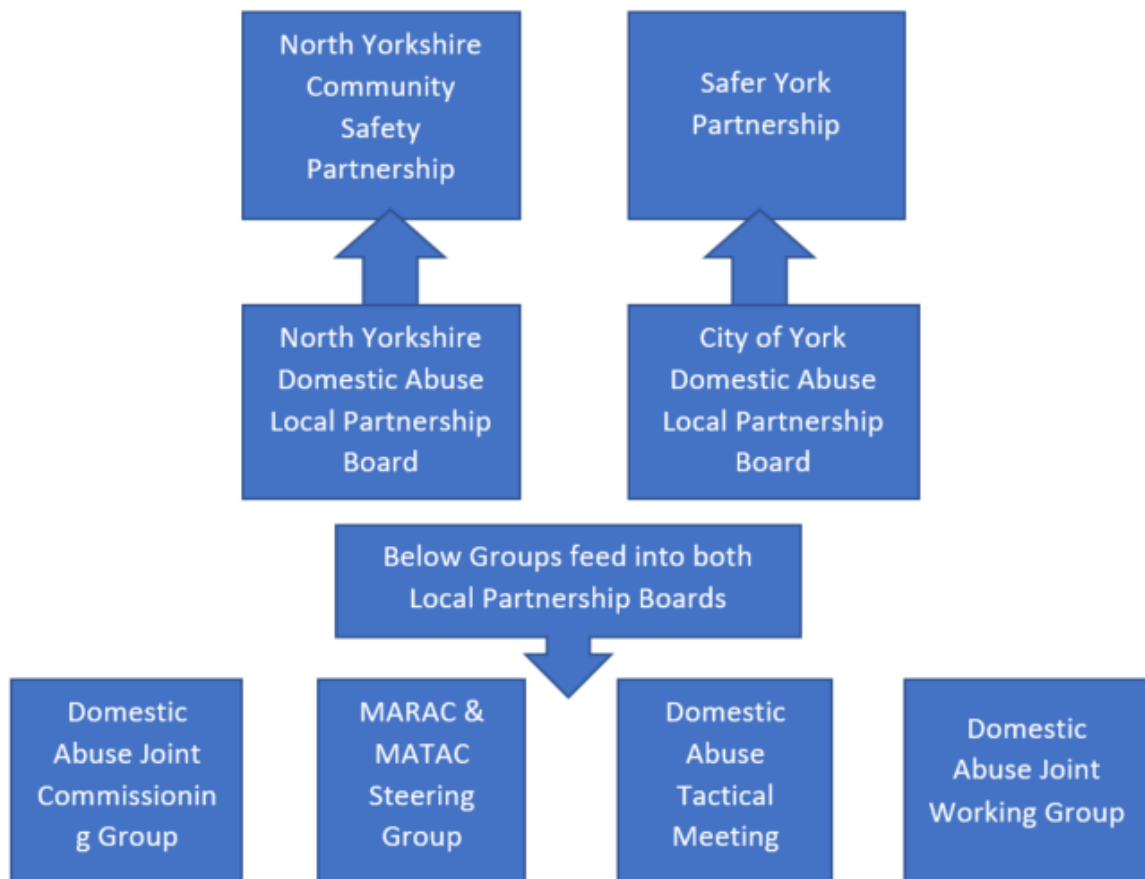 North Yorkshire
Community
Safety
Partnership
Safer York
Partnership
North Yorkshire
Domestic Abuse
Local Partnership
Board
City of York
Domestic Abuse
Local Partnership
Board
Below Groups feed into both
Local Partnership Boards
Domestic
Abuse Joint
Commissionin
g Group
MARAC &
MATAC
Steering
Group
Domestic
Abuse
Tactical
Meeting
Domestic
Abuse Joint
Working Group